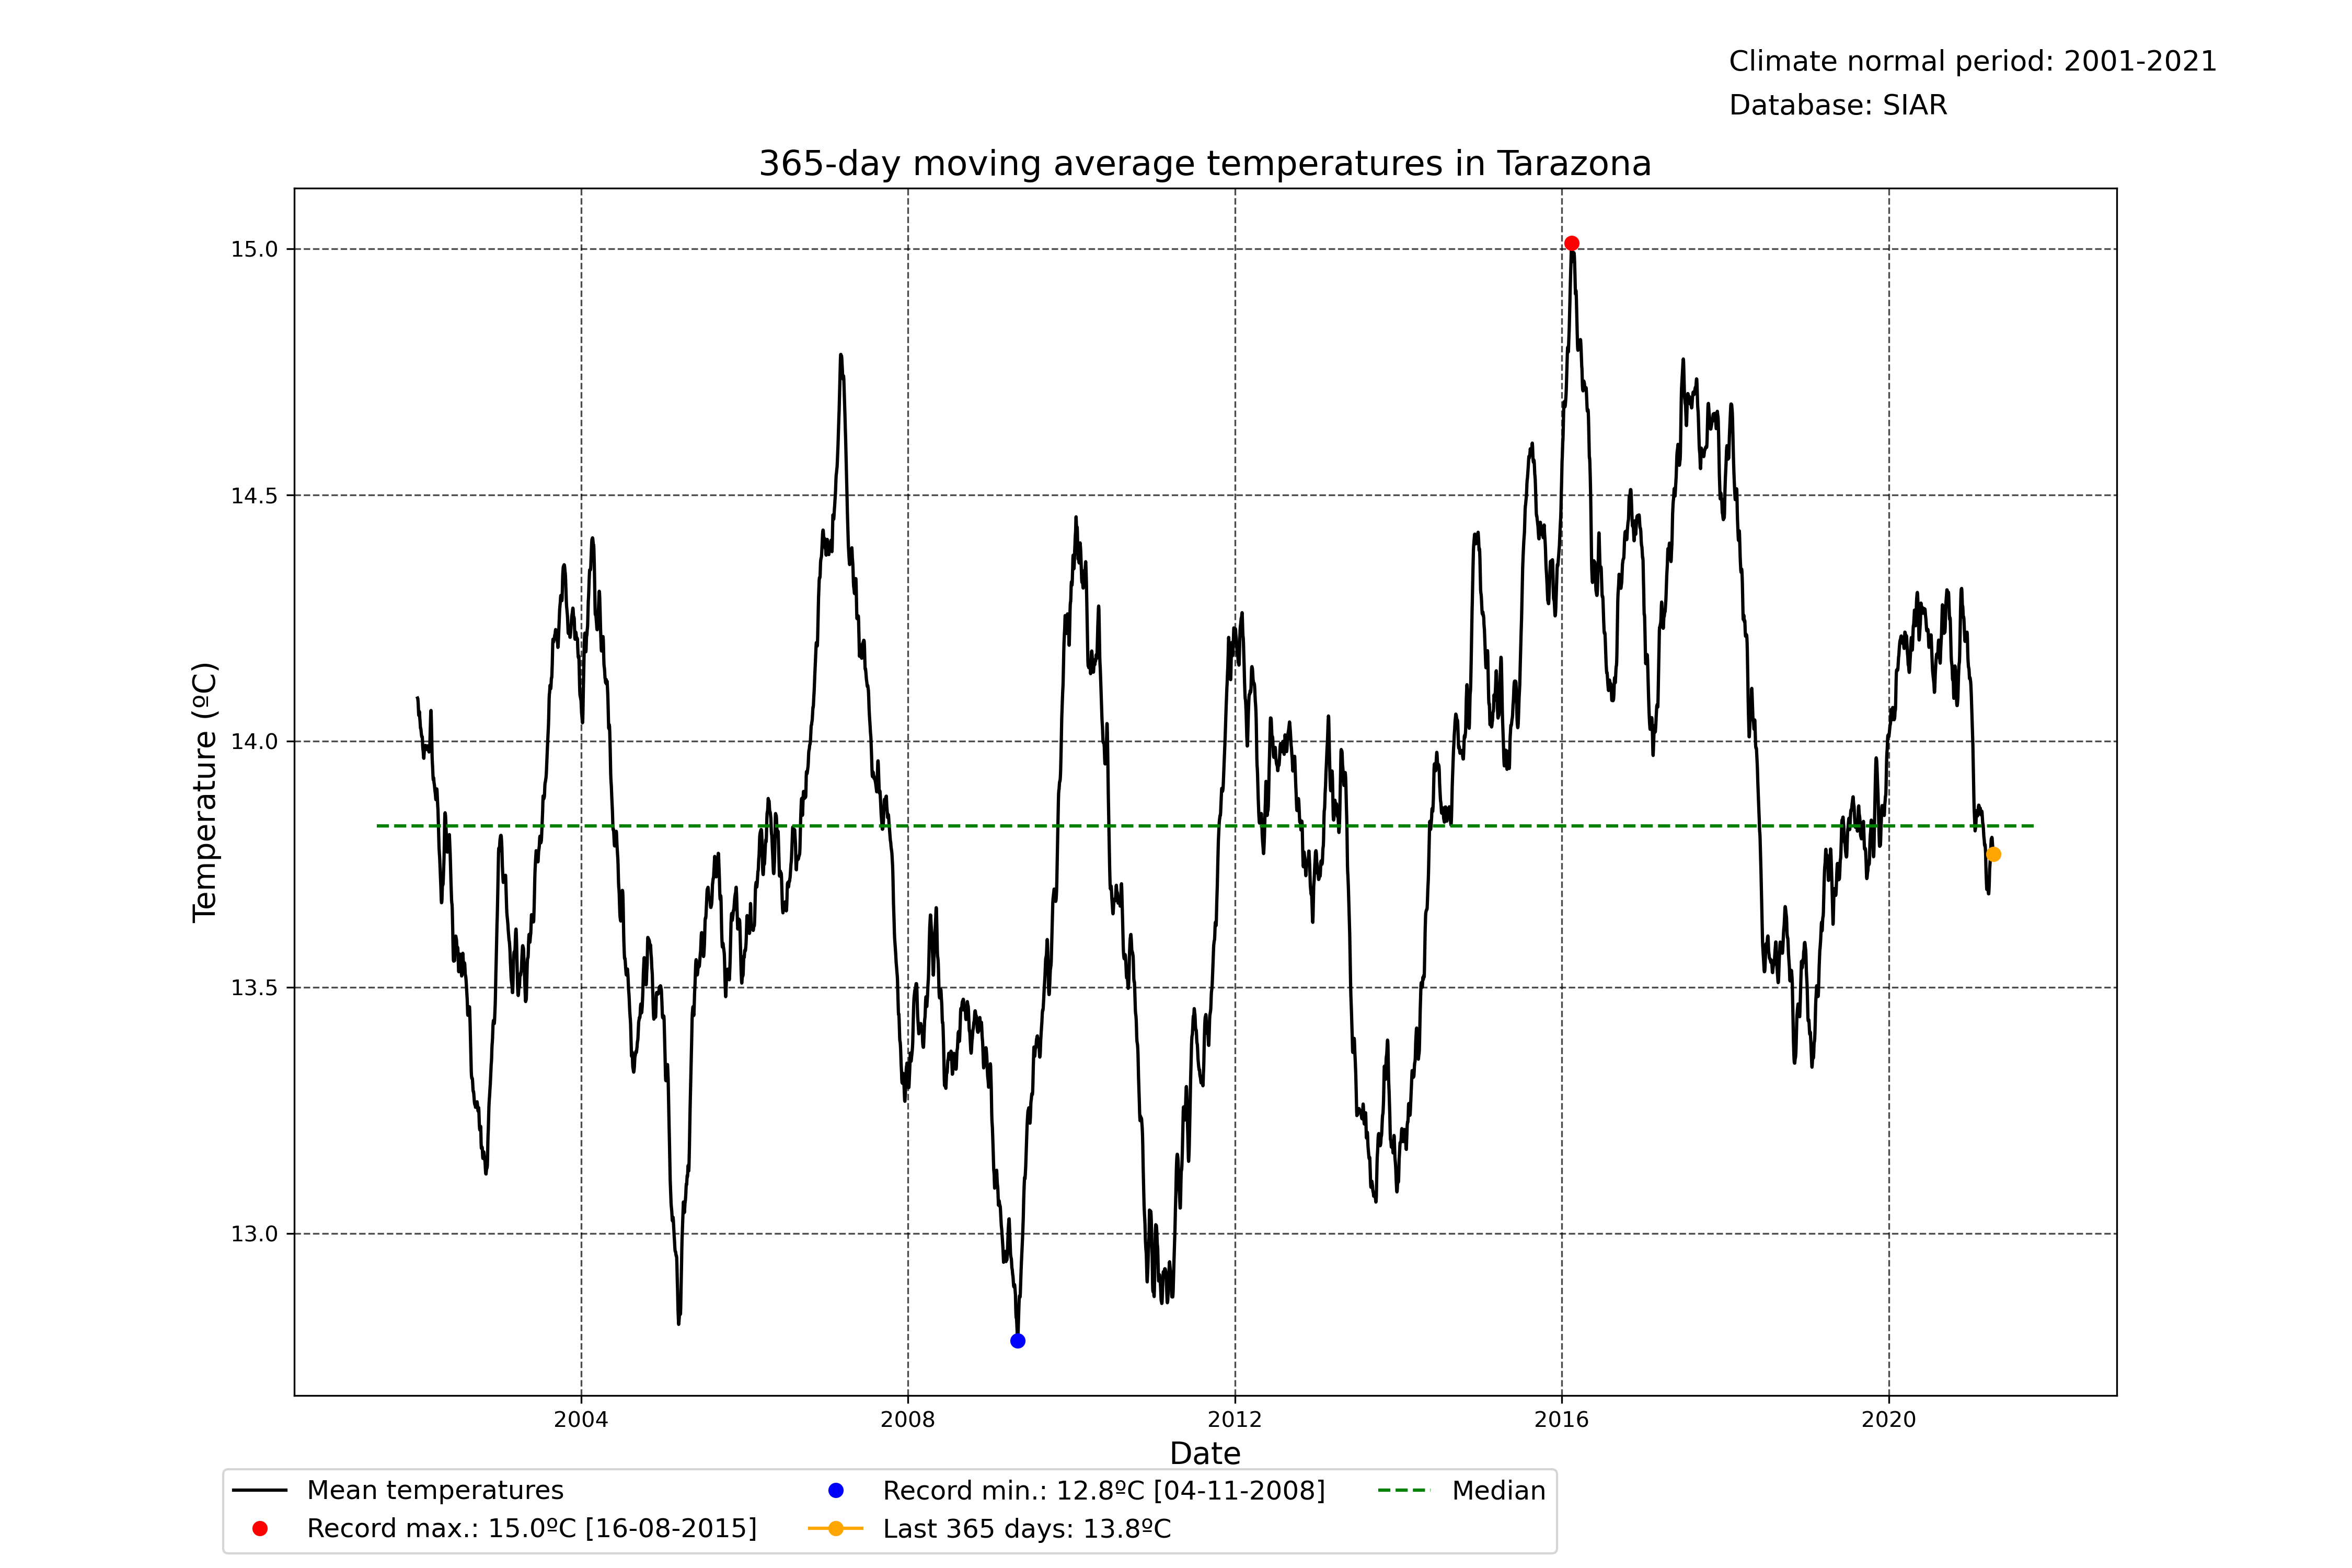 Climate normal period: 2001-2021
Database: SIAR
365-day moving average temperatures in Tarazona
Temperature (ºC)
15.0
14.5
14.0
13.5
13.0
2004 2008 2012 2016 2020
Date
Mean temperatures
Record max.: 15.0ºC [16-08-2015]
Record min.: 12.8ºC [04-11-2008]
Last 365 days: 13.8ºC
Median